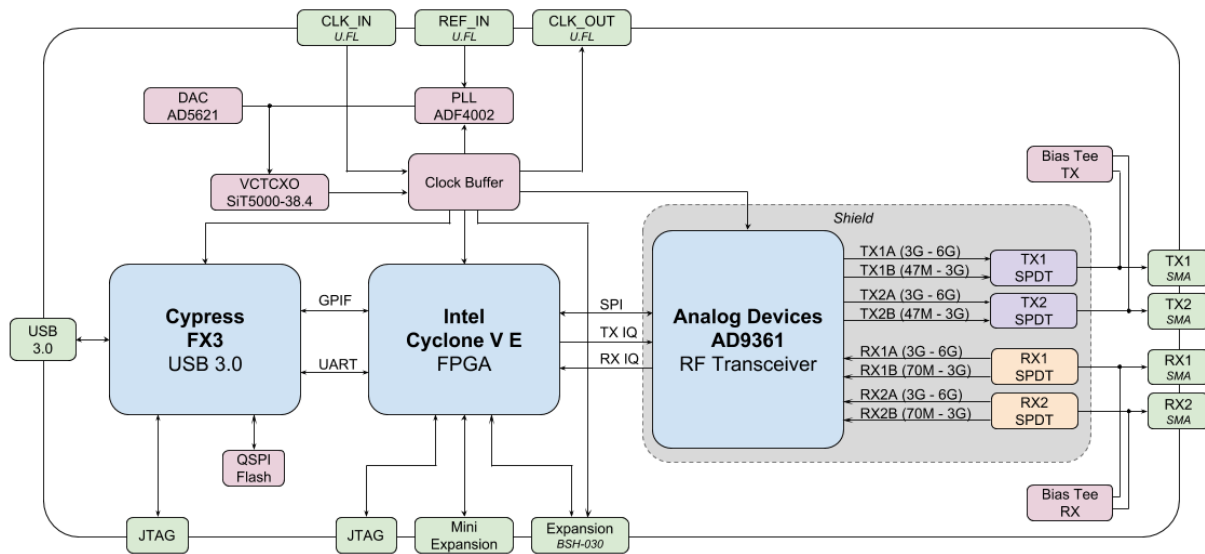 CLK_IN
U.FL
REF_IN
U.FL
CLK_OUT
U.FL
DAC
AD5621
PLL
ADF4002
VCTCXO
SiT5000-38.4
Clock Buffer
Bias Tee
TX
Shield
Cypress
FX3
USB 3.0
GPIF
UART
Intel
Cyclone V E
FPGA
SPI
TX IQ
RX IQ
Analog Devices
AD9361
RF Transceiver
TX1A (3G - 6G)
TX1B (47M - 3G)
TX2A (3G - 6G)
TX2B (47M - 3G)
RX1A (3G - 6G)
RX1B (70M - 3G)
RX2A (3G - 6G)
RX2B (70M - 3G)
TX1
SPDT
TX2
SPDT
RX1
SPDT
RX2
SPDT
TX1
SMA
TX2
SMA
RX1
SMA
RX2
SMA
USB
3.0
QSPI
Flash
Bias Tee
RX
JTAG
JTAG
Mini
Expansion
Expansion
BSH-030